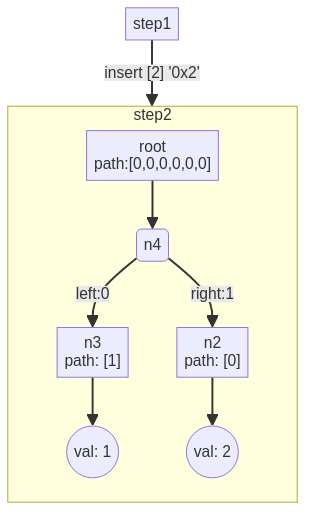 step1
insert [2] '0x2'
step2
root
path:[0,0,0,0,0,0]
n4
left:0
right:1
n3
path: [1]
n2
path: [0]
val: 1
val: 2